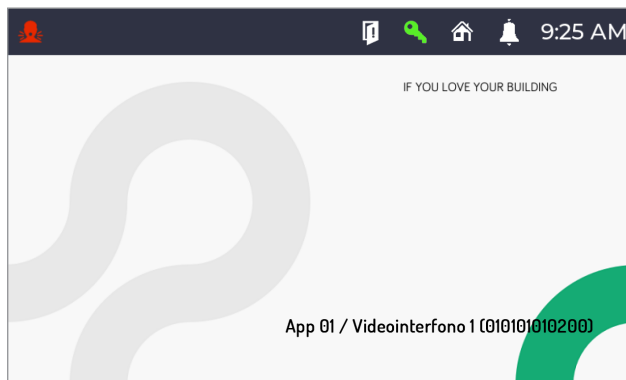 9:25 AM
IF YOU LOVE YOUR BUILDING
App 01 / Videointerfono 1 (010101010200)